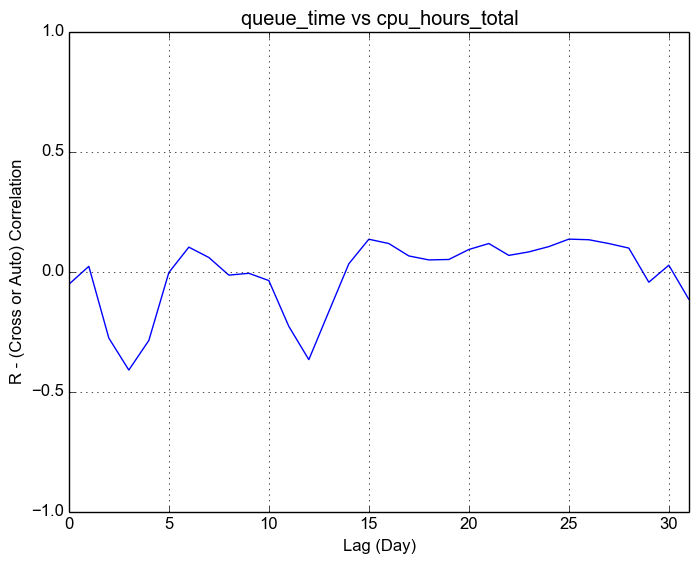 queue_time vs cpu_hours_total
1.0
0.5
0.0
−0.5
−1.0
R - (Cross or Auto) Correlation
0 5 10 15 20 25 30
Lag (Day)